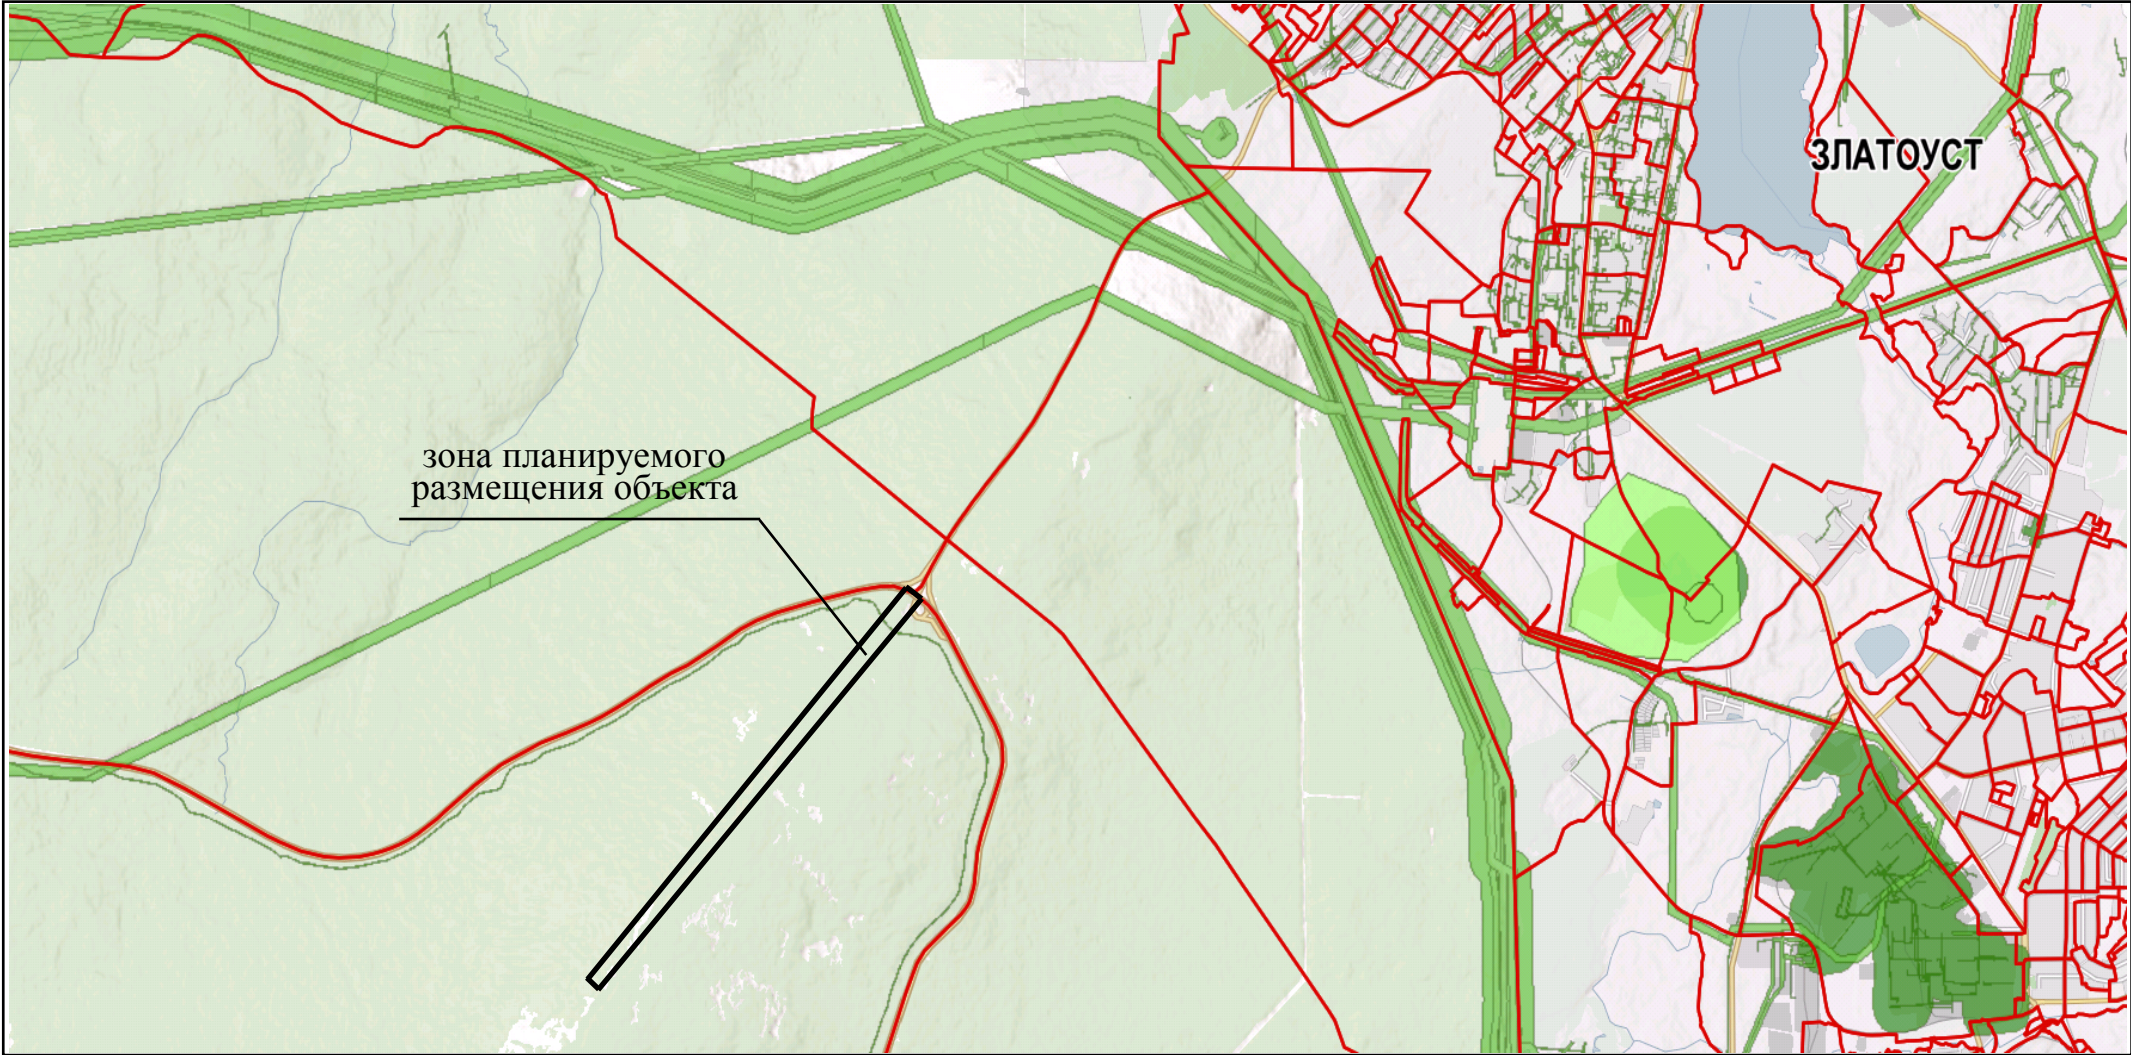 ЗЛАТОУСТ
зона планируемого
размещения объекта